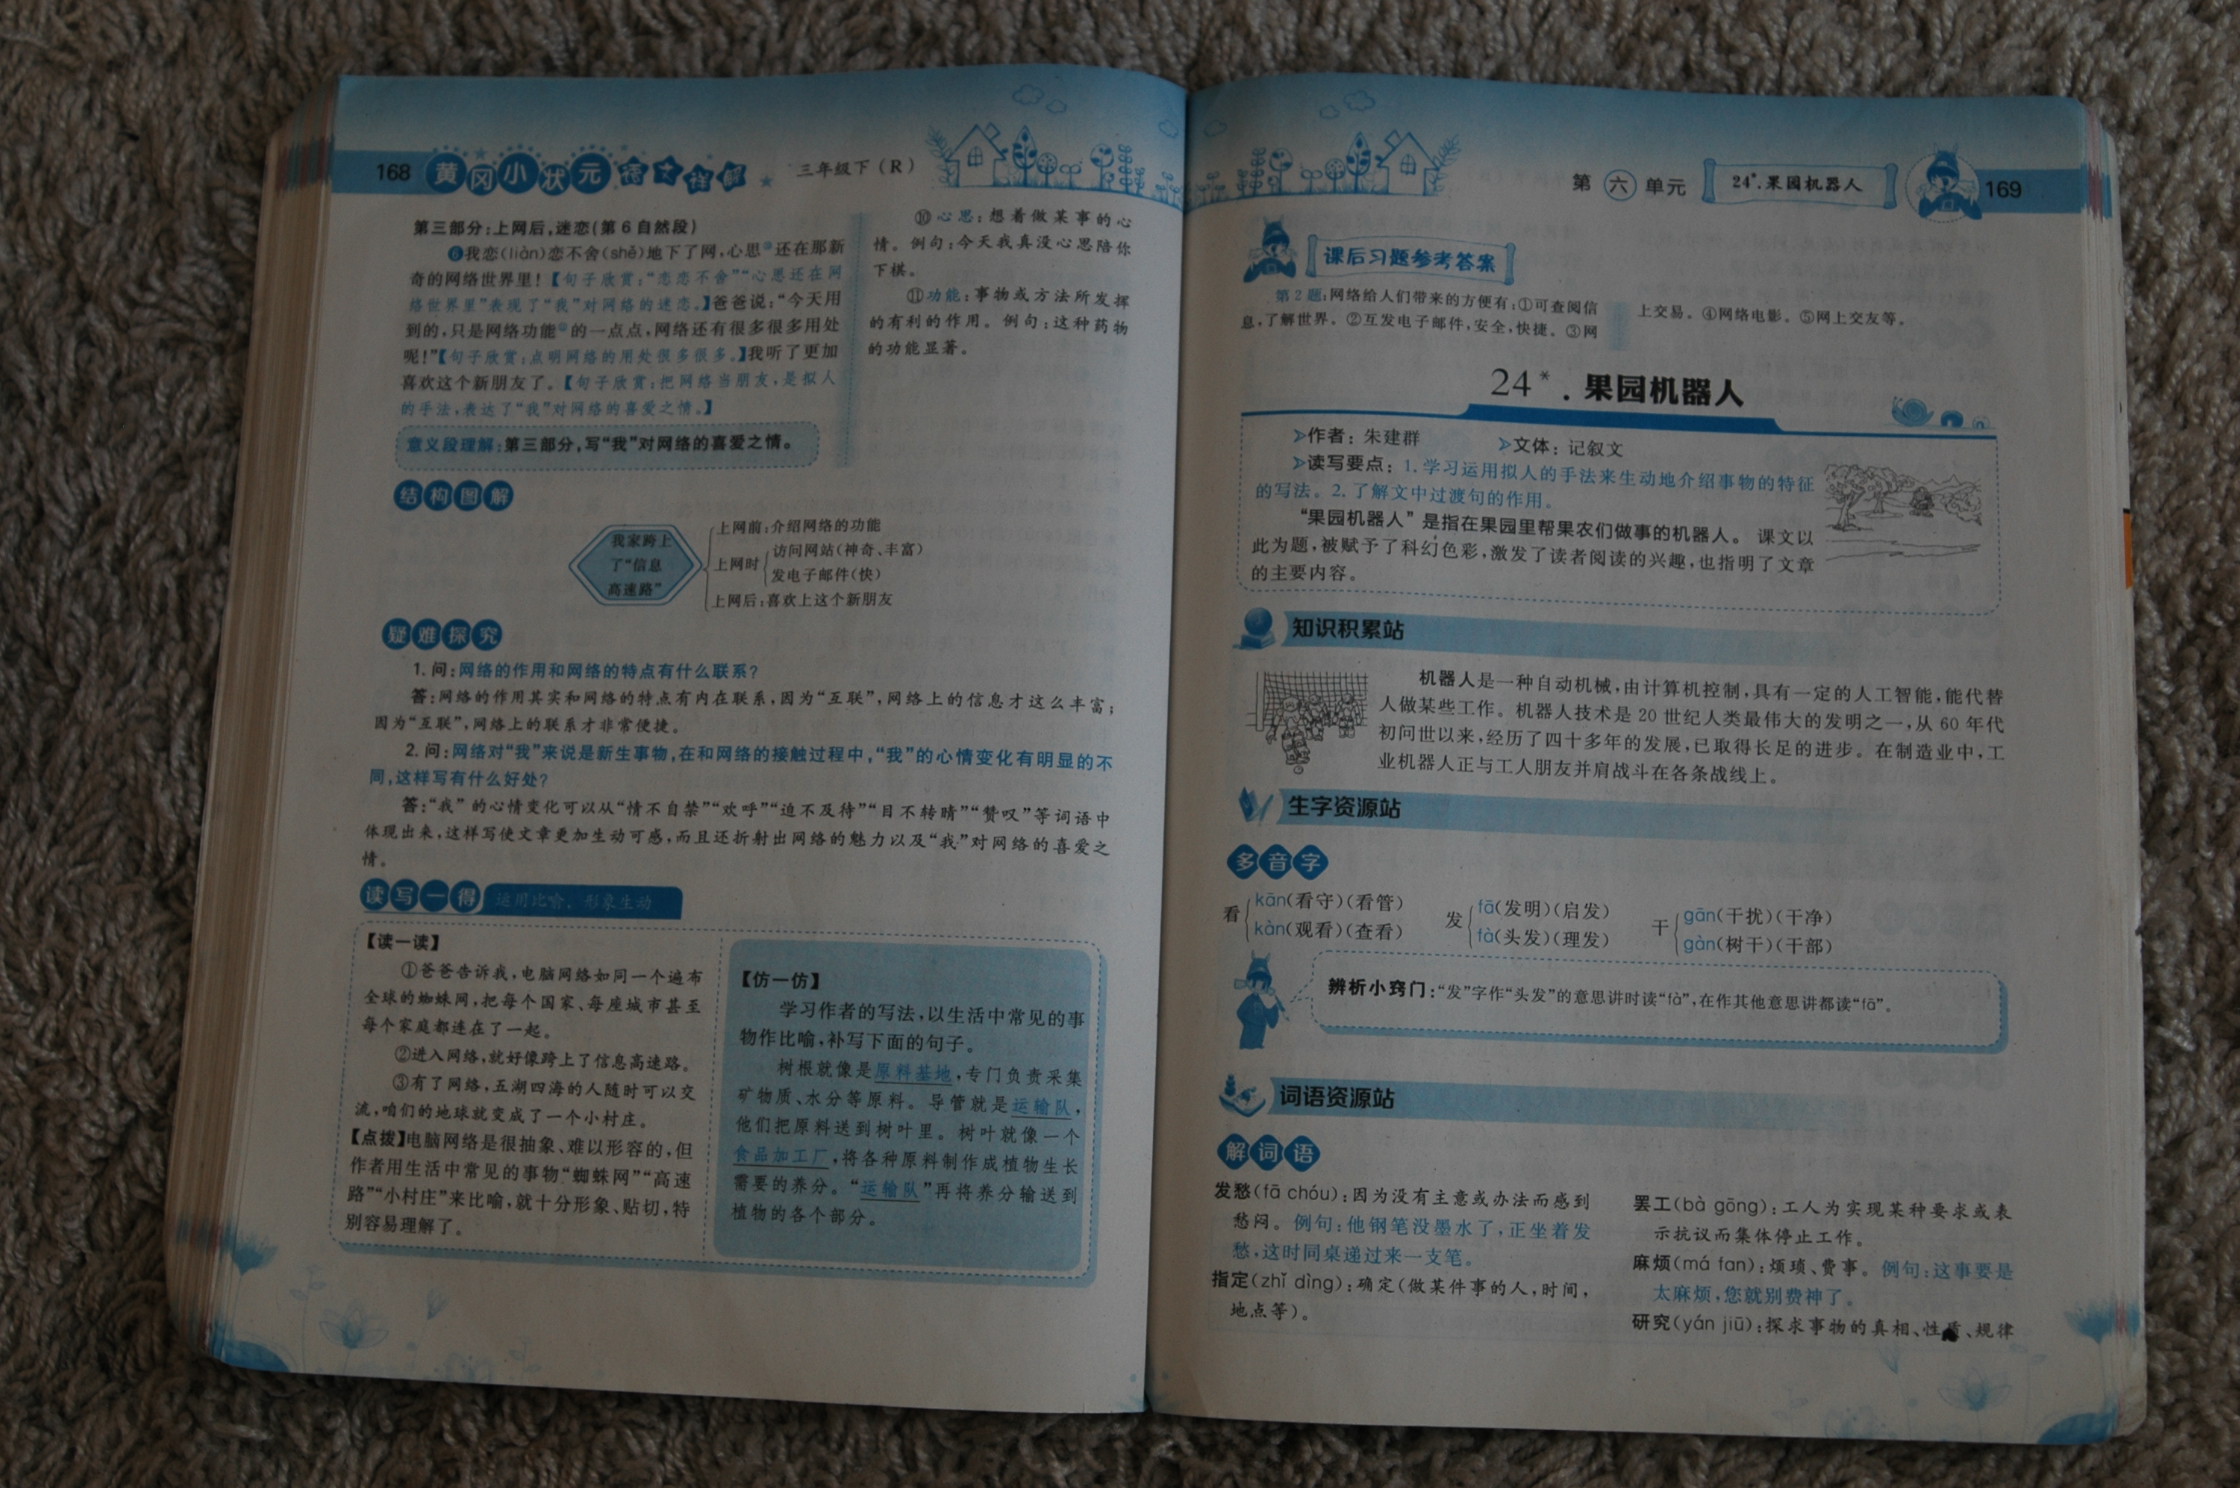 168 黄冈小状元 语文详解 三年级下（R）
第三部分:上网后,迷恋(第6自然段)
❻我恋(liàn)恋不舍(shě)地下了网,心思⑩还在那新
奇的网络世界里!【句子欣赏:“恋恋不舍”“心思还在网
络世界里”表现了“我”对网络的迷恋。】爸爸说:“今天用
到的,只是网络功能⑪的一点点,网络还有很多很多用处
呢!”【句子欣赏:点明网络的用处很多很多。】我听了更加
喜欢这个新朋友了。【句子欣赏:把网络当朋友,是拟人
的手法,表达了“我”对网络的喜爱之情。】
意义段理解:第三部分,写“我”对网络的喜爱之情。
⑩心思:想着做某事的心
情。例句:今天我真没心思陪你
下棋。
⑪功能:事物或方法所发挥
的有利的作用。例句:这种药物
的功能显著。
结构图解
我家跨上
了“信息
高速路”
上网前:介绍网络的功能
上网时
访问网站(神奇、丰富)
发电子邮件(快)
上网后:喜欢上这个新朋友
疑难探究
1.问:网络的作用和网络的特点有什么联系?
答:网络的作用其实和网络的特点有内在联系,因为“互联”,网络上的信息才这么丰富;
因为“互联”,网络上的联系才非常便捷。
2.问:网络对“我”来说是新生事物,在和网络的接触过程中,“我”的心情变化有明显的不
同,这样写有什么好处?
答:“我”的心情变化可以从“情不自禁”“欢呼”“迫不及待”“目不转睛”“赞叹”等词语中
体现出来,这样写使文章更加生动可感,而且还折射出网络的魅力以及“我”对网络的喜爱之
情。
读写一得 运用比喻，形象生动
【读一读】
①爸爸告诉我,电脑网络如同一个遍布
全球的蜘蛛网,把每个国家、每座城市甚至
每个家庭都连在了一起。
②进入网络,就好像跨上了信息高速路。
③有了网络,五湖四海的人随时可以交
流,咱们的地球就变成了一个小村庄。
【点拨】电脑网络是很抽象、难以形容的,但
作者用生活中常见的事物“蜘蛛网”“高速
路”“小村庄”来比喻,就十分形象、贴切,特
别容易理解了。
【仿一仿】
学习作者的写法,以生活中常见的事
物作比喻,补写下面的句子。
树根就像是原料基地,专门负责采集
矿物质、水分等原料。导管就是运输队,
他们把原料送到树叶里。树叶就像一个
食品加工厂,将各种原料制作成植物生长
需要的养分。“运输队”再将养分输送到
植物的各个部分。
第六单元 24*.果园机器人 169
课后习题参考答案
第2题:网络给人们带来的方便有:①可查阅信
息,了解世界。②互发电子邮件,安全,快捷。③网
上交易。④网络电影。⑤网上交友等。
24*.果园机器人
➢作者:朱建群 ➢文体:记叙文
➢读写要点:1.学习运用拟人的手法来生动地介绍事物的特征
的写法。2.了解文中过渡句的作用。
“果园机器人”是指在果园里帮果农们做事的机器人。课文以
此为题,被赋予了科幻色彩,激发了读者阅读的兴趣,也指明了文章
的主要内容。
知识积累站
机器人是一种自动机械,由计算机控制,具有一定的人工智能,能代替
人做某些工作。机器人技术是20世纪人类最伟大的发明之一,从60年代
初问世以来,经历了四十多年的发展,已取得长足的进步。在制造业中,工
业机器人正与工人朋友并肩战斗在各条战线上。
生字资源站
多音字
看 kān(看守)(看管) kàn(观看)(查看)
发 fā(发明)(启发) fà(头发)(理发)
干 gān(干扰)(干净) gàn(树干)(干部)
辨析小窍门:“发”字作“头发”的意思讲时读“fà”,在作其他意思讲都读“fā”。
词语资源站
解词语
发愁(fā chóu):因为没有主意或办法而感到
愁闷。例句:他钢笔没墨水了,正坐着发
愁,这时同桌递过来一支笔。
指定(zhǐ dìng):确定(做某件事的人,时间,
地点等)。
罢工(bà gōng):工人为实现某种要求或表
示抗议而集体停止工作。
麻烦(má fan):烦琐、费事。例句:这事要是
太麻烦,您就别费神了。
研究(yán jiū):探求事物的真相、性质、规律